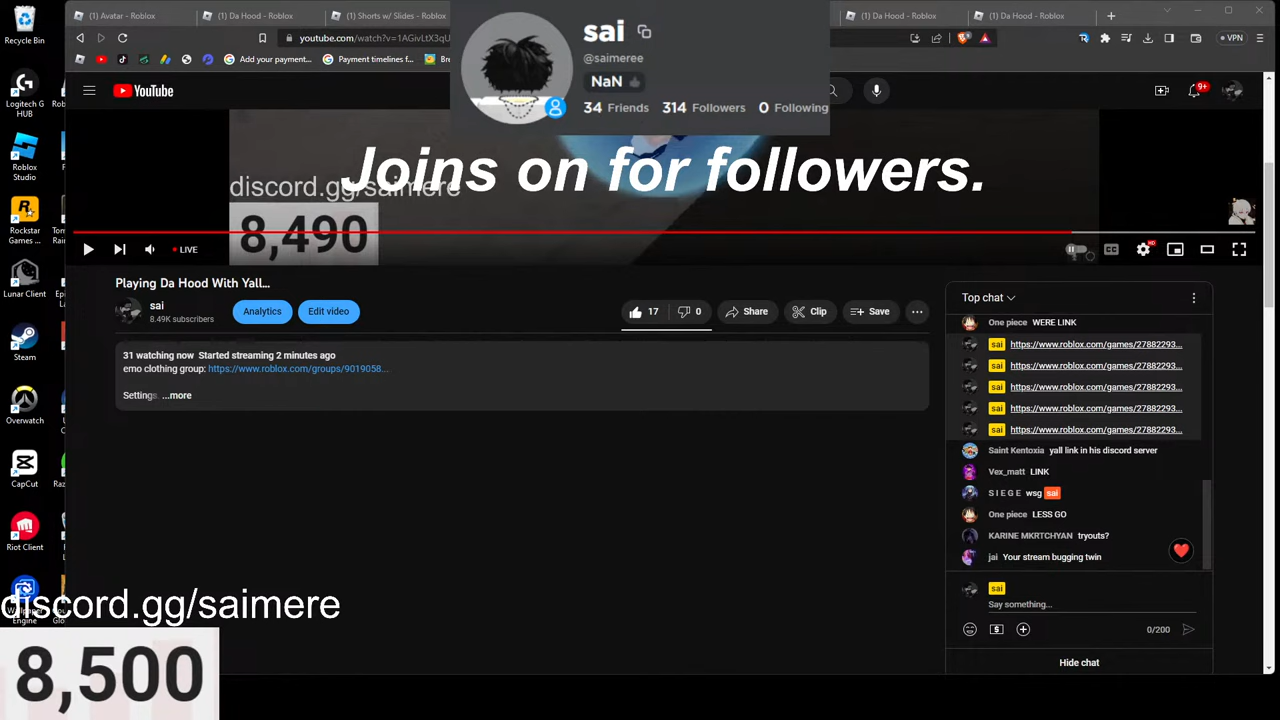 Recycle Bin
Logitech G
HUB
Roblox
Studio
Rockstar
Games ...
Lunar Client
Steam
Overwatch
CapCut
Riot Client
Engine
(1) Avatar - Roblox
(1) Da Hood - Roblox
(1) Shorts w/ Slides - Roblox
(1) Da Hood - Roblox
(1) Da Hood - Roblox
youtube.com/watch?v=1AGivLtX3qU
VPN
Add your payment...
Payment timelines f...
sai
@saimeree
NaN
34 Friends 314 Followers 0 Following
YouTube
9+
Joins on for followers.
discord.gg/saimere
8,490
LIVE
HD
Playing Da Hood With Yall...
sai
8.49K subscribers
Analytics
Edit video
17
0
Share
Clip
Save
31 watching now Started streaming 2 minutes ago
emo clothing group: https://www.roblox.com/groups/9019058...
Settings. ...more
Top chat
One piece WERE LINK
sai https://www.roblox.com/games/27882293...
sai https://www.roblox.com/games/27882293...
sai https://www.roblox.com/games/27882293...
sai https://www.roblox.com/games/27882293...
sai https://www.roblox.com/games/27882293...
Saint Kentoxia yall link in his discord server
Vex_matt LINK
S I E G E wsg sai
One piece LESS GO
KARINE MKRTCHYAN tryouts?
jai Your stream bugging twin
sai
Say something...
0/200
Hide chat
discord.gg/saimere
8,500